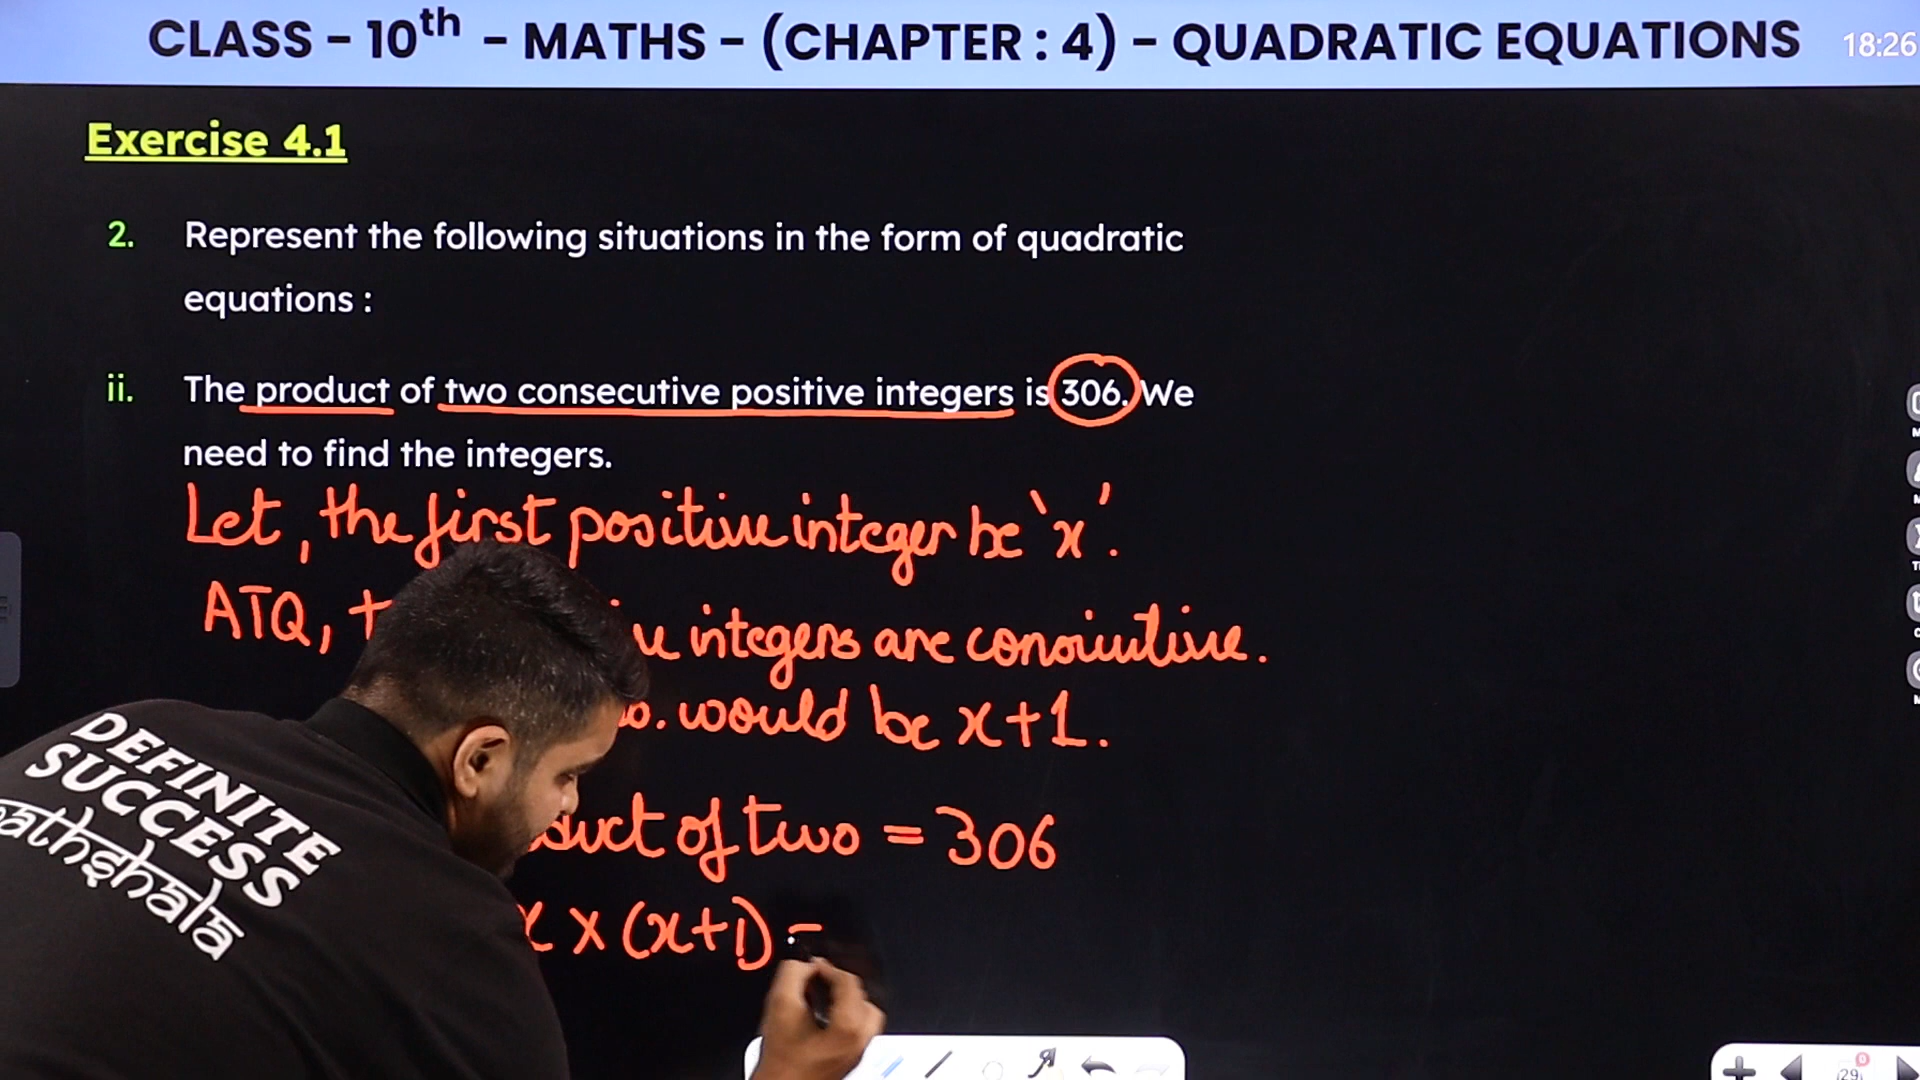 CLASS - 10th - MATHS - (CHAPTER : 4) - QUADRATIC EQUATIONS
18:26
Exercise 4.1
2. Represent the following situations in the form of quadratic
equations :
ii. The product of two consecutive positive integers is 306. We
need to find the integers.
Let, the first positive integer be 'x'.
ATQ, integers are consicutive.
would be x+1.
of two = 306
x × (x+1) =
DEFINITE
SUCCESS
pathshala
29